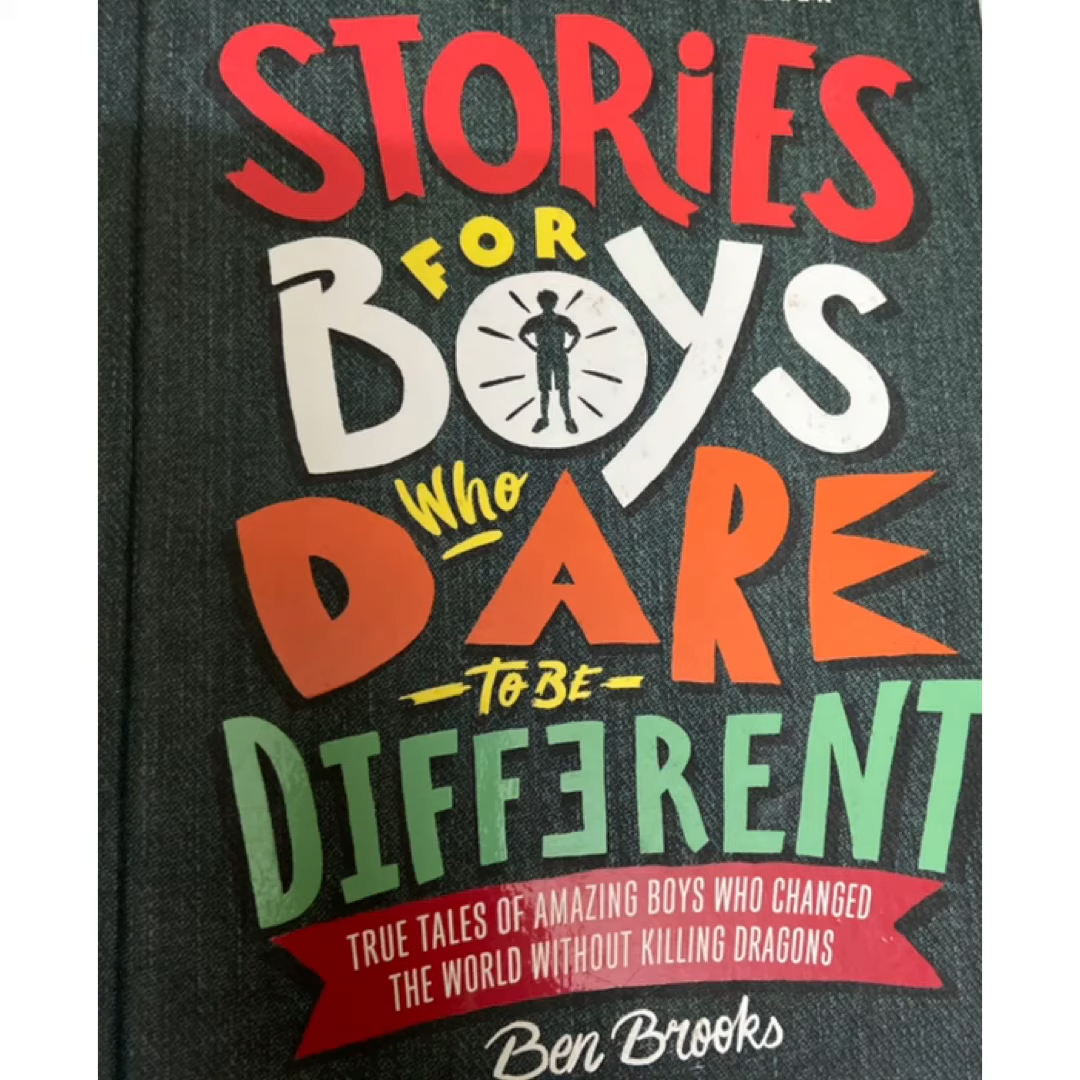 STORiES
FOR
BOYS
Who
DARE
TO BE
DIFFERENT
TRUE TALES OF AMAZING BOYS WHO CHANGED
THE WORLD WITHOUT KILLING DRAGONS
Ben Brooks